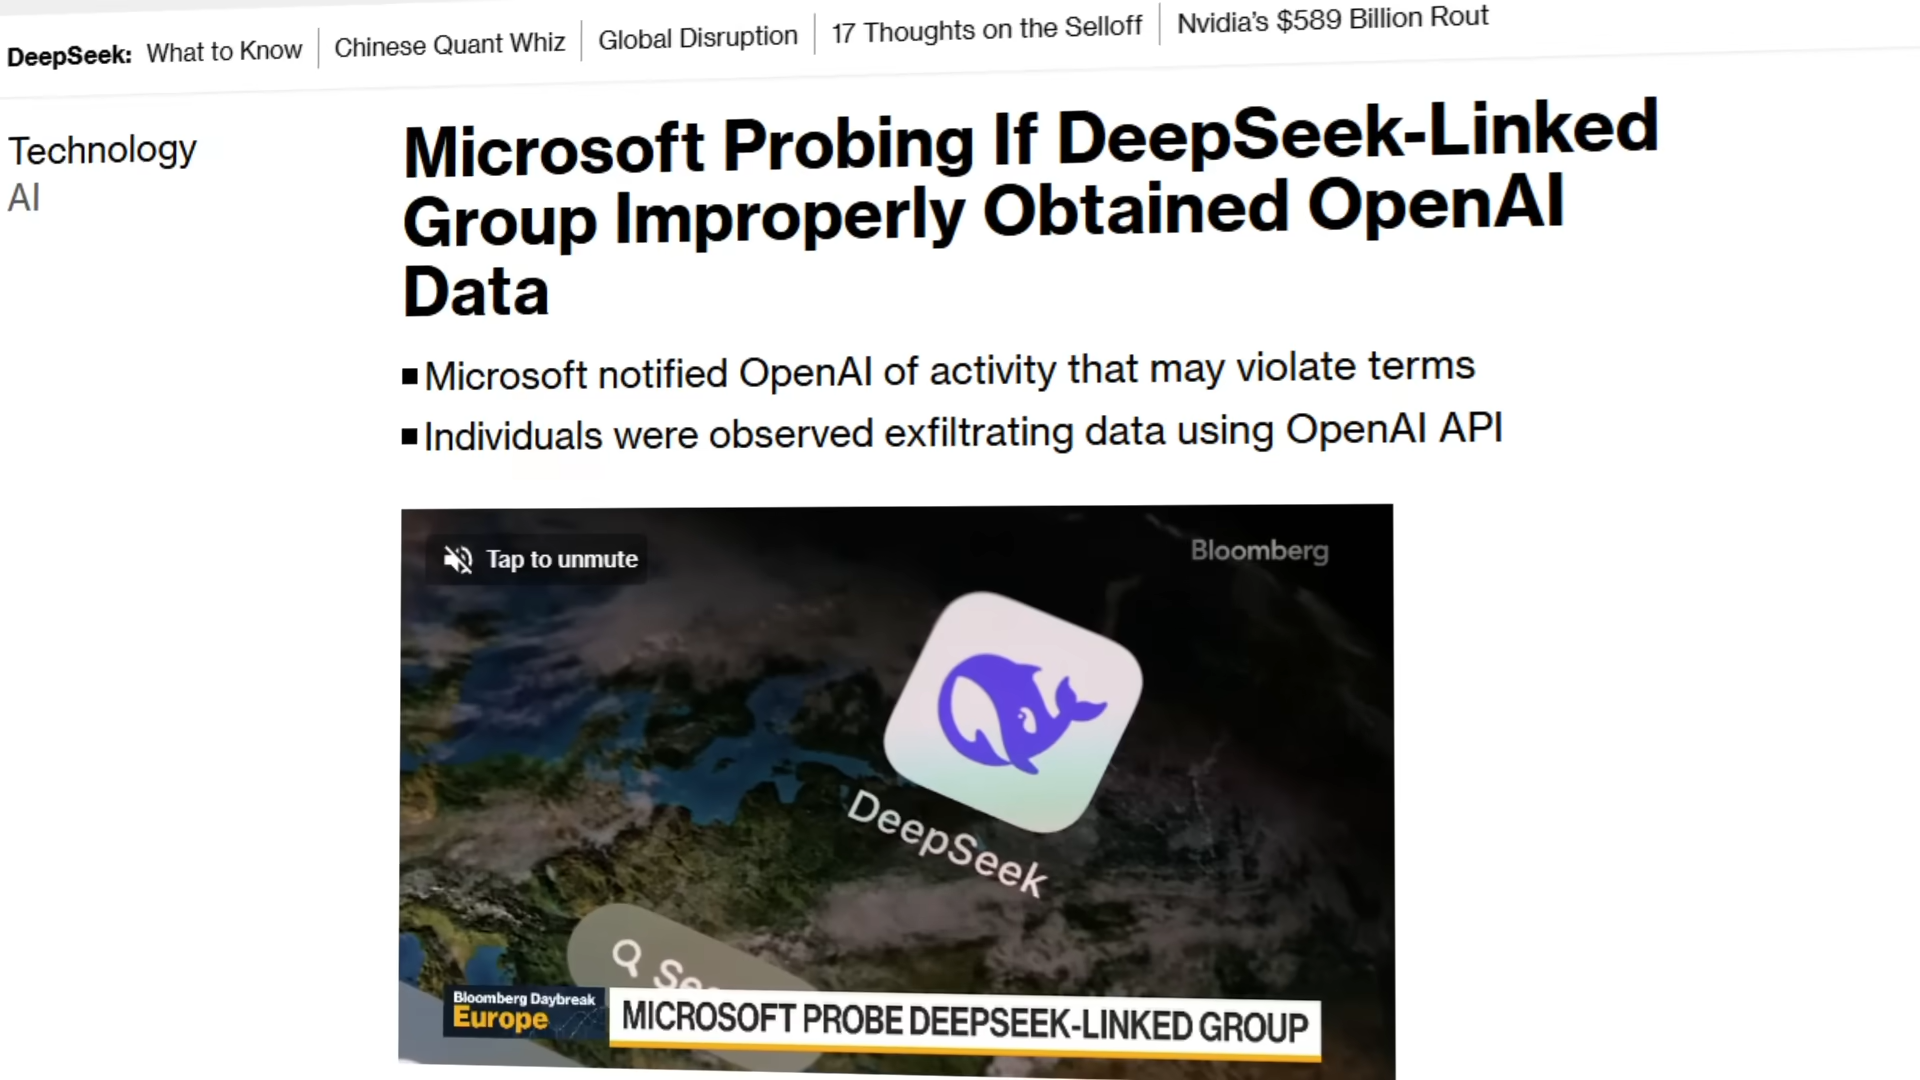 DeepSeek: What to Know Chinese Quant Whiz Global Disruption 17 Thoughts on the Selloff Nvidia's $589 Billion Rout
Technology
AI
Microsoft Probing If DeepSeek-Linked
Group Improperly Obtained OpenAI
Data
Microsoft notified OpenAI of activity that may violate terms
Individuals were observed exfiltrating data using OpenAI API
Tap to unmute
Bloomberg
DeepSeek
Bloomberg Daybreak
Europe
MICROSOFT PROBE DEEPSEEK-LINKED GROUP